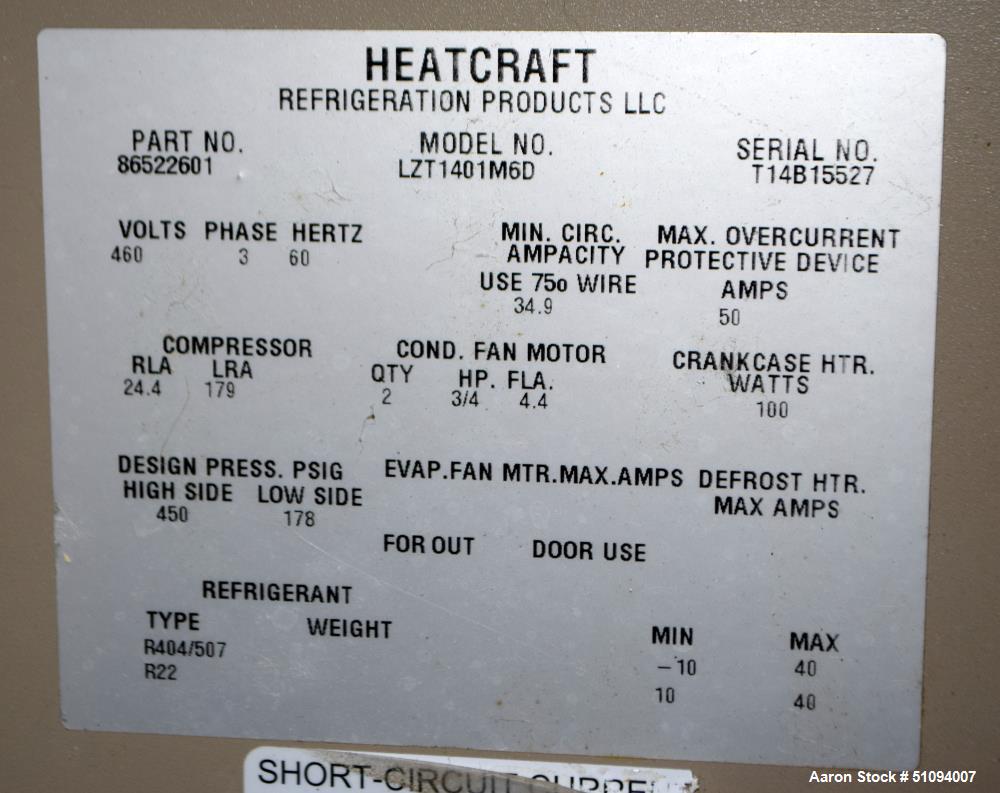 HEATCRAFT
REFRIGERATION PRODUCTS LLC
PART NO. MODEL NO. SERIAL NO.
86522601 LZT1401M6D T14B15527
VOLTS PHASE HERTZ MIN. CIRC. MAX. OVERCURRENT
460 3 60 AMPACITY PROTECTIVE DEVICE
USE 75o WIRE AMPS
34.9 50
COMPRESSOR COND. FAN MOTOR CRANKCASE HTR.
RLA LRA QTY HP. FLA. WATTS
24.4 179 2 3/4 4.4 100
DESIGN PRESS. PSIG EVAP.FAN MTR.MAX.AMPS DEFROST HTR.
HIGH SIDE LOW SIDE MAX AMPS
450 178
FOR OUT DOOR USE
REFRIGERANT
TYPE WEIGHT MIN MAX
R404/507 -10 40
R22 10 40
SHORT-CIRCUIT
Aaron Stock # 51094007